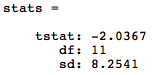 stats =
tstat: -2.0367
df: 11
sd: 8.2541